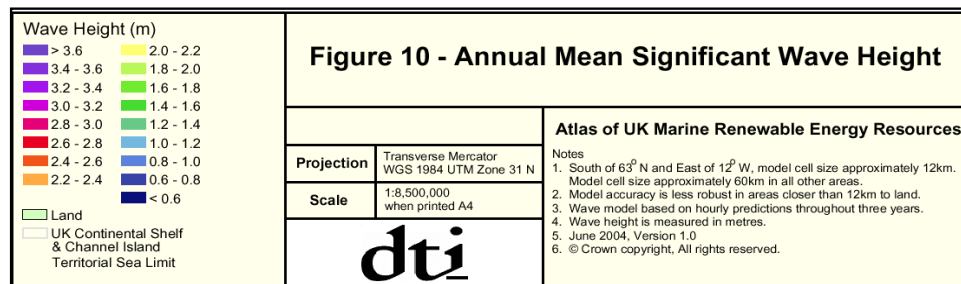 Wave Height (m)
> 3.6
3.4 - 3.6
3.2 - 3.4
3.0 - 3.2
2.8 - 3.0
2.6 - 2.8
2.4 - 2.6
2.2 - 2.4
2.0 - 2.2
1.8 - 2.0
1.6 - 1.8
1.4 - 1.6
1.2 - 1.4
1.0 - 1.2
0.8 - 1.0
0.6 - 0.8
< 0.6
Land
UK Continental Shelf
& Channel Island
Territorial Sea Limit
Figure 10 - Annual Mean Significant Wave Height
Projection
Transverse Mercator
WGS 1984 UTM Zone 31 N
Scale
1:8,500,000
when printed A4
dti
Atlas of UK Marine Renewable Energy Resources
Notes
1. South of 63° N and East of 12° W, model cell size approximately 12km.
Model cell size approximately 60km in all other areas.
2. Model accuracy is less robust in areas closer than 12km to land.
3. Wave model based on hourly predictions throughout three years.
4. Wave height is measured in metres.
5. June 2004, Version 1.0
6. © Crown copyright, All rights reserved.